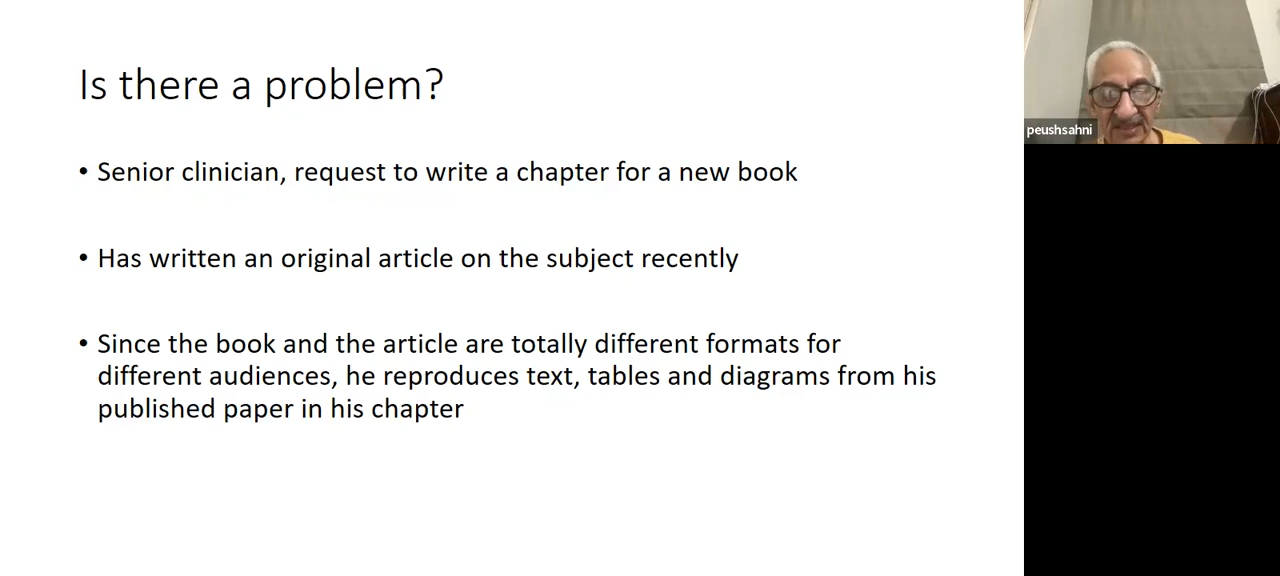 Is there a problem?
• Senior clinician, request to write a chapter for a new book
• Has written an original article on the subject recently
• Since the book and the article are totally different formats for
different audiences, he reproduces text, tables and diagrams from his
published paper in his chapter
peushsahni